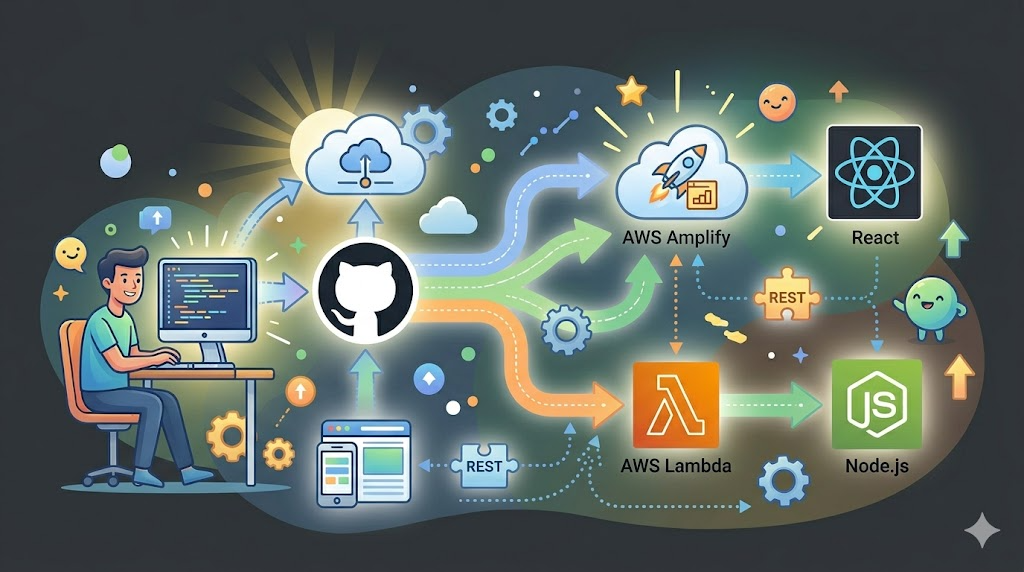 AWS Amplify
React
REST
REST
AWS Lambda
JS
Node.js